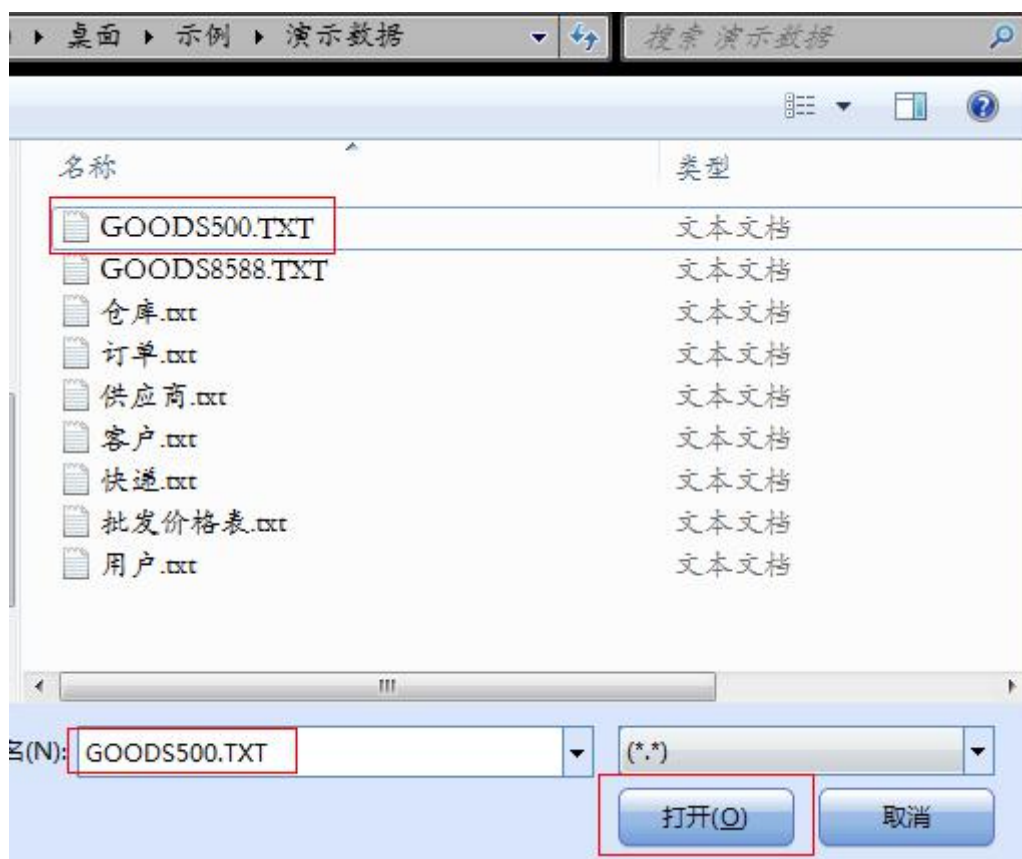 桌面 示例 演示数据 搜索 演示数据
名称 类型
GOODS500.TXT 文本文档
GOODS8588.TXT 文本文档
仓库.txt 文本文档
订单.txt 文本文档
供应商.txt 文本文档
客户.txt 文本文档
快递.txt 文本文档
批发价格表.txt 文本文档
用户.txt 文本文档
名(N): GOODS500.TXT (*.*)
打开(O) 取消